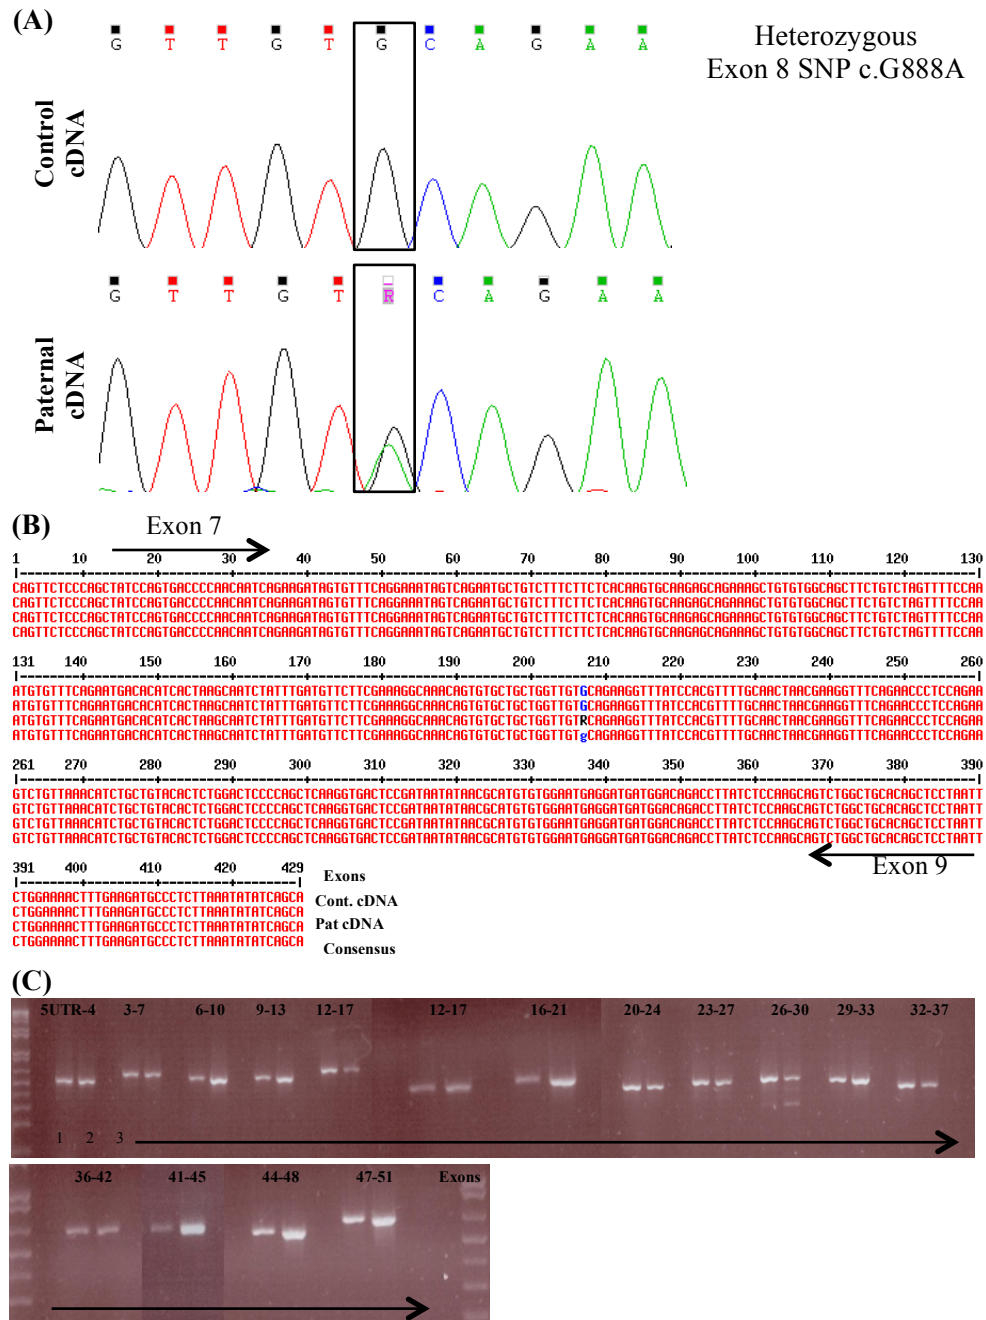 (A)
G T T G T G C A G A A
Heterozygous
Exon 8 SNP c.G888A
Control
cDNA
G T T G T R C A G A A
Paternal
cDNA
(B)
Exon 7
1 10 20 30 40 50 60 70 80 90 100 110 120 130
CAGTTCTCCCAGCTATCCAGTGACCCCAACAATCAGAAGATAGTGTTTCAGGAAATAGTCAGAATGCTGTCTTTCTTCTCACAAGTGCAAGAGCAGAAAGCTGTGTGGCAGCTTCTGTCTAGTTTTCCAA
CAGTTCTCCCAGCTATCCAGTGACCCCAACAATCAGAAGATAGTGTTTCAGGAAATAGTCAGAATGCTGTCTTTCTTCTCACAAGTGCAAGAGCAGAAAGCTGTGTGGCAGCTTCTGTCTAGTTTTCCAA
CAGTTCTCCCAGCTATCCAGTGACCCCAACAATCAGAAGATAGTGTTTCAGGAAATAGTCAGAATGCTGTCTTTCTTCTCACAAGTGCAAGAGCAGAAAGCTGTGTGGCAGCTTCTGTCTAGTTTTCCAA
CAGTTCTCCCAGCTATCCAGTGACCCCAACAATCAGAAGATAGTGTTTCAGGAAATAGTCAGAATGCTGTCTTTCTTCTCACAAGTGCAAGAGCAGAAAGCTGTGTGGCAGCTTCTGTCTAGTTTTCCAA
131 140 150 160 170 180 190 200 210 220 230 240 250 260
ATGTGTTTCAGAATGACACATCACTAAGCAATCTATTTGATGTTCTTCGAAAGGCAAACAGTGTGCTGCTGGTTGTGCAGAAGGTTTATCCACGTTTTGCAACTAACGAAGGTTTCAGAACCCTCCAGAA
ATGTGTTTCAGAATGACACATCACTAAGCAATCTATTTGATGTTCTTCGAAAGGCAAACAGTGTGCTGCTGGTTGTGCAGAAGGTTTATCCACGTTTTGCAACTAACGAAGGTTTCAGAACCCTCCAGAA
ATGTGTTTCAGAATGACACATCACTAAGCAATCTATTTGATGTTCTTCGAAAGGCAAACAGTGTGCTGCTGGTTGTRCAGAAGGTTTATCCACGTTTTGCAACTAACGAAGGTTTCAGAACCCTCCAGAA
ATGTGTTTCAGAATGACACATCACTAAGCAATCTATTTGATGTTCTTCGAAAGGCAAACAGTGTGCTGCTGGTTGTgCAGAAGGTTTATCCACGTTTTGCAACTAACGAAGGTTTCAGAACCCTCCAGAA
261 270 280 290 300 310 320 330 340 350 360 370 380 390
GTCTGTTAAACATCTGCTGTACACTCTGGACTCCCCAGCTCAAGGTGACTCCGATAATATAACGCATGTGTGGAATGAGGATGATGGACAGACCTTATCTCCAAGCAGTCTGGCTGCACAGCTCCTAATT
GTCTGTTAAACATCTGCTGTACACTCTGGACTCCCCAGCTCAAGGTGACTCCGATAATATAACGCATGTGTGGAATGAGGATGATGGACAGACCTTATCTCCAAGCAGTCTGGCTGCACAGCTCCTAATT
GTCTGTTAAACATCTGCTGTACACTCTGGACTCCCCAGCTCAAGGTGACTCCGATAATATAACGCATGTGTGGAATGAGGATGATGGACAGACCTTATCTCCAAGCAGTCTGGCTGCACAGCTCCTAATT
GTCTGTTAAACATCTGCTGTACACTCTGGACTCCCCAGCTCAAGGTGACTCCGATAATATAACGCATGTGTGGAATGAGGATGATGGACAGACCTTATCTCCAAGCAGTCTGGCTGCACAGCTCCTAATT
Exon 9
391 400 410 420 429
CTGGAAAACTTTGAAGATGCCCTCTTAAATATATCAGCA
CTGGAAAACTTTGAAGATGCCCTCTTAAATATATCAGCA
CTGGAAAACTTTGAAGATGCCCTCTTAAATATATCAGCA
CTGGAAAACTTTGAAGATGCCCTCTTAAATATATCAGCA
Exons
Cont. cDNA
Pat cDNA
Consensus
(C)
5UTR-4 3-7 6-10 9-13 12-17 12-17 16-21 20-24 23-27 26-30 29-33 32-37
1 2 3
36-42 41-45 44-48 47-51 Exons